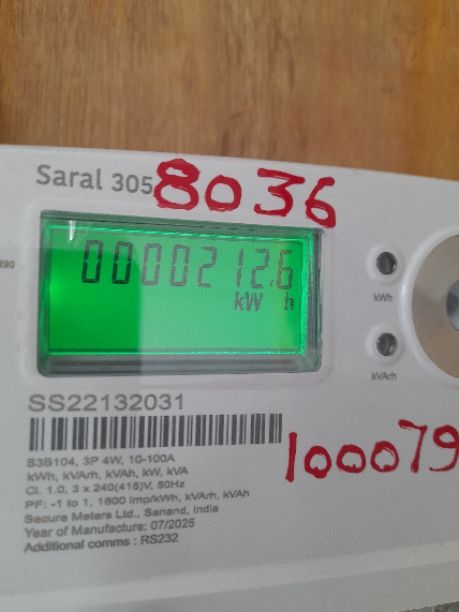 Saral 305
8036
0000212.6
kW h
kWh
kVArh
SS22132031
S3B104, 3P 4W, 10-100A
kWh, kVArh, kVAh, kW, kVA
Cl. 1.0, 3 x 240(415)V, 50Hz
PF: -1 to 1, 1600 imp/kWh, kVArh, kVAh
Secure Meters Ltd., Sanand, India
Year of Manufacture: 07/2025
Additional comms : RS232
100079